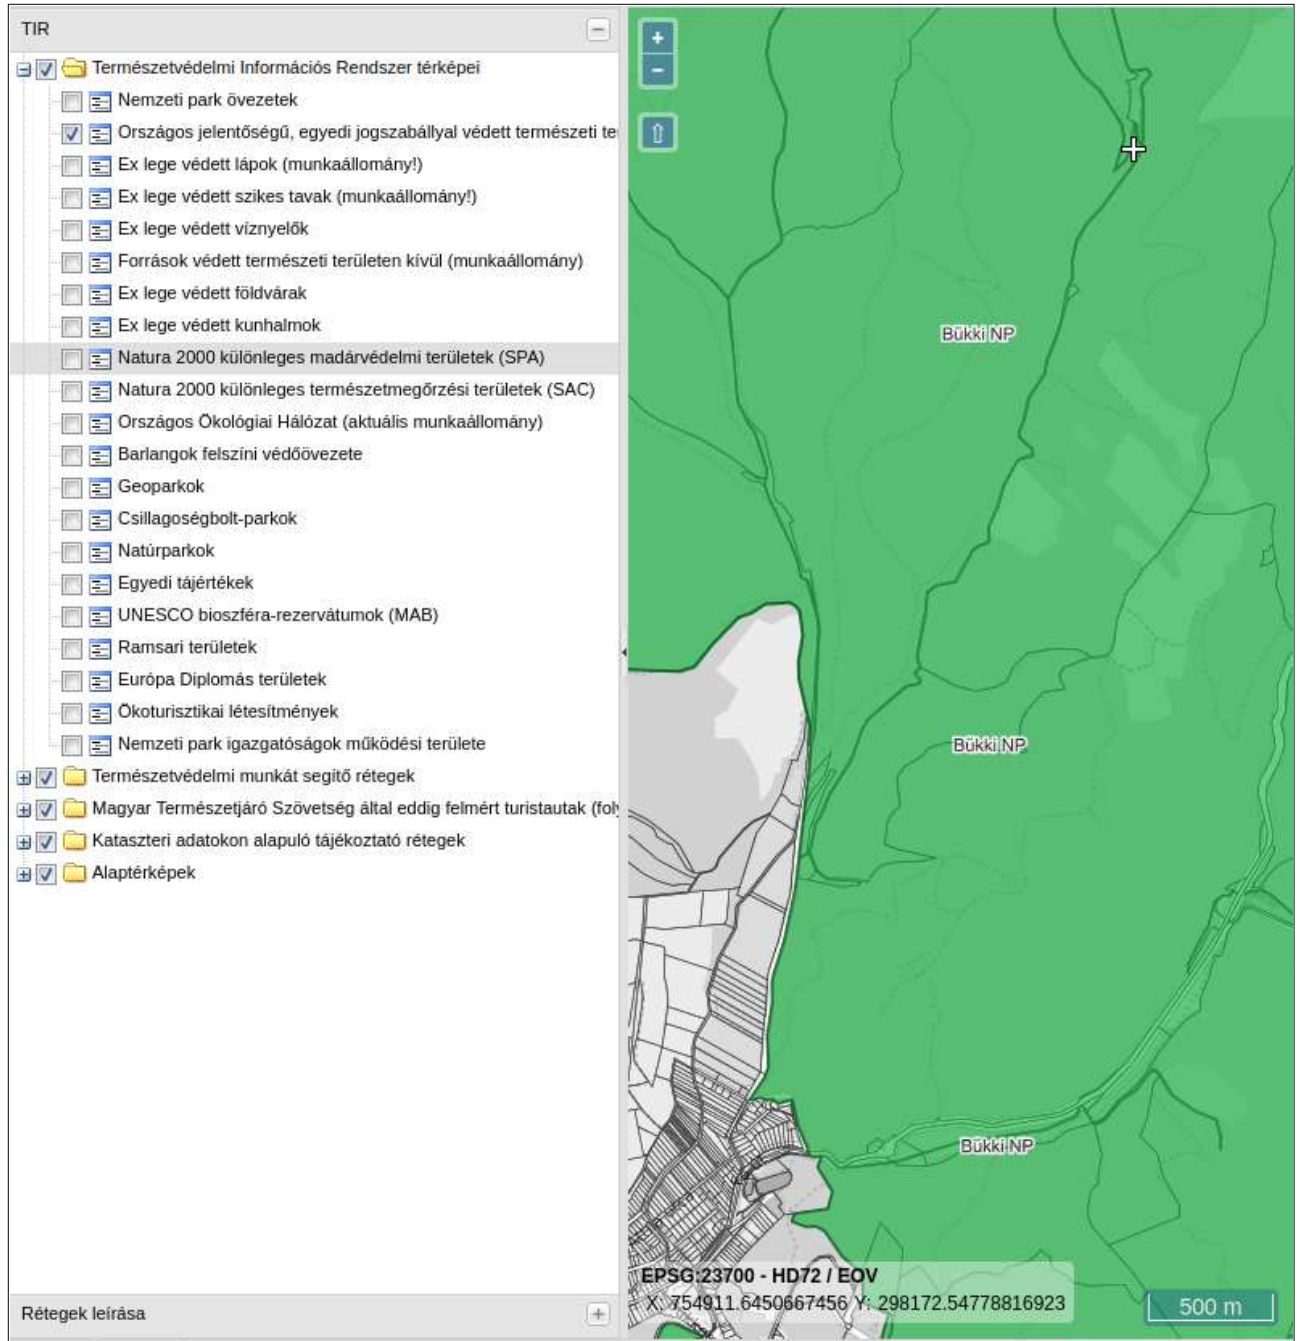 TIR
Természetvédelmi Információs Rendszer térképei
Nemzeti park övezetek
Országos jelentőségű, egyedi jogszabállyal védett természeti te
Ex lege védett lápok (munkaállomány!)
Ex lege védett szikes tavak (munkaállomány!)
Ex lege védett víznyelők
Források védett természeti területen kívül (munkaállomány)
Ex lege védett földvárak
Ex lege védett kunhalmok
Natura 2000 különleges madárvédelmi területek (SPA)
Natura 2000 különleges természetmegőrzési területek (SAC)
Országos Ökológiai Hálózat (aktuális munkaállomány)
Barlangok felszíni védőövezete
Geoparkok
Csillagoségbolt-parkok
Natúrparkok
Egyedi tájértékek
UNESCO bioszféra-rezervátumok (MAB)
Ramsari területek
Európa Diplomás területek
Ökoturisztikai létesítmények
Nemzeti park igazgatóságok működési területe
Természetvédelmi munkát segítő rétegek
Magyar Természetjáró Szövetség által eddig felmért turistautak (foly
Kataszteri adatokon alapuló tájékoztató rétegek
Alaptérképek
Rétegek leírása
Bükki NP
Bükki NP
Bükki NP
EPSG:23700 - HD72 / EOV
X: 754911.6450667456 Y: 298172.54778816923
500 m